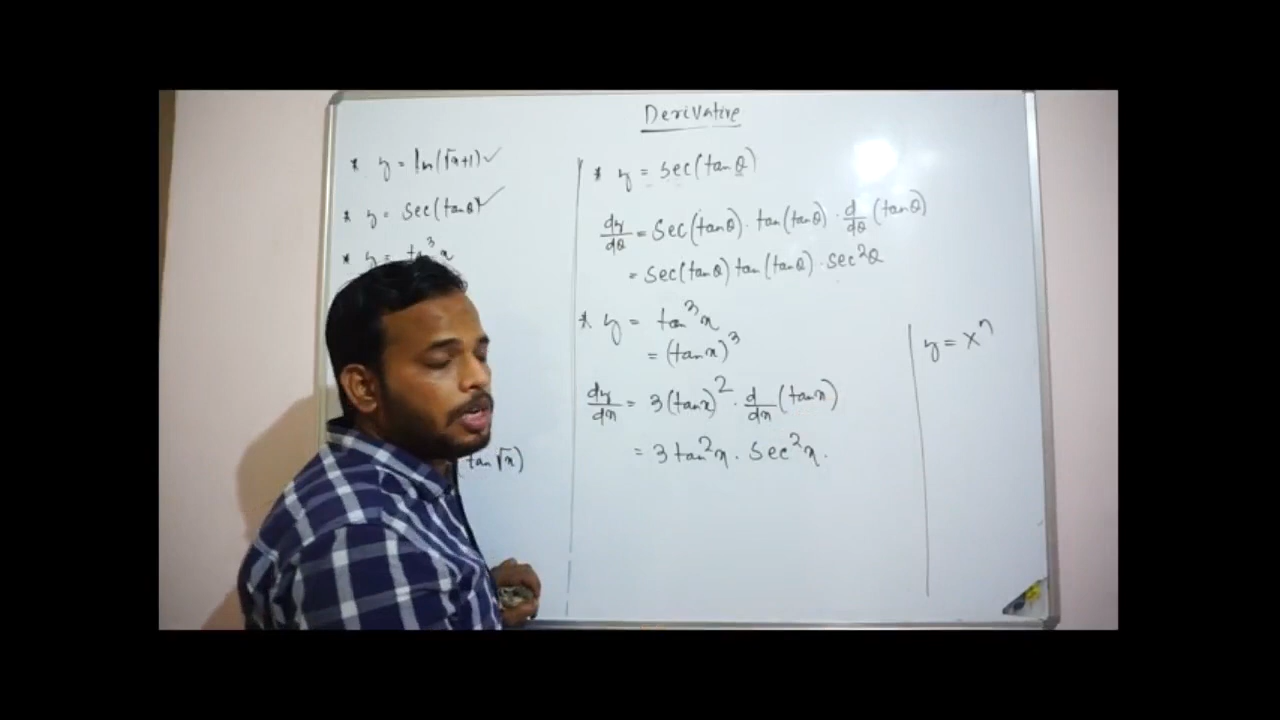 Derivative
* y = ln(√x+1) ✓
* y = sec(tanθ) ✓
* y = tan³x
(tan√x)
* y = sec(tanθ)
dy/dθ = sec(tanθ) · tan(tanθ) · d/dθ (tanθ)
= sec(tanθ) tan(tanθ) · sec²θ
* y = tan³x
= (tanx)³
dy/dx = 3(tanx)² · d/dx (tanx)
= 3 tan²x · sec²x.
y = xⁿ